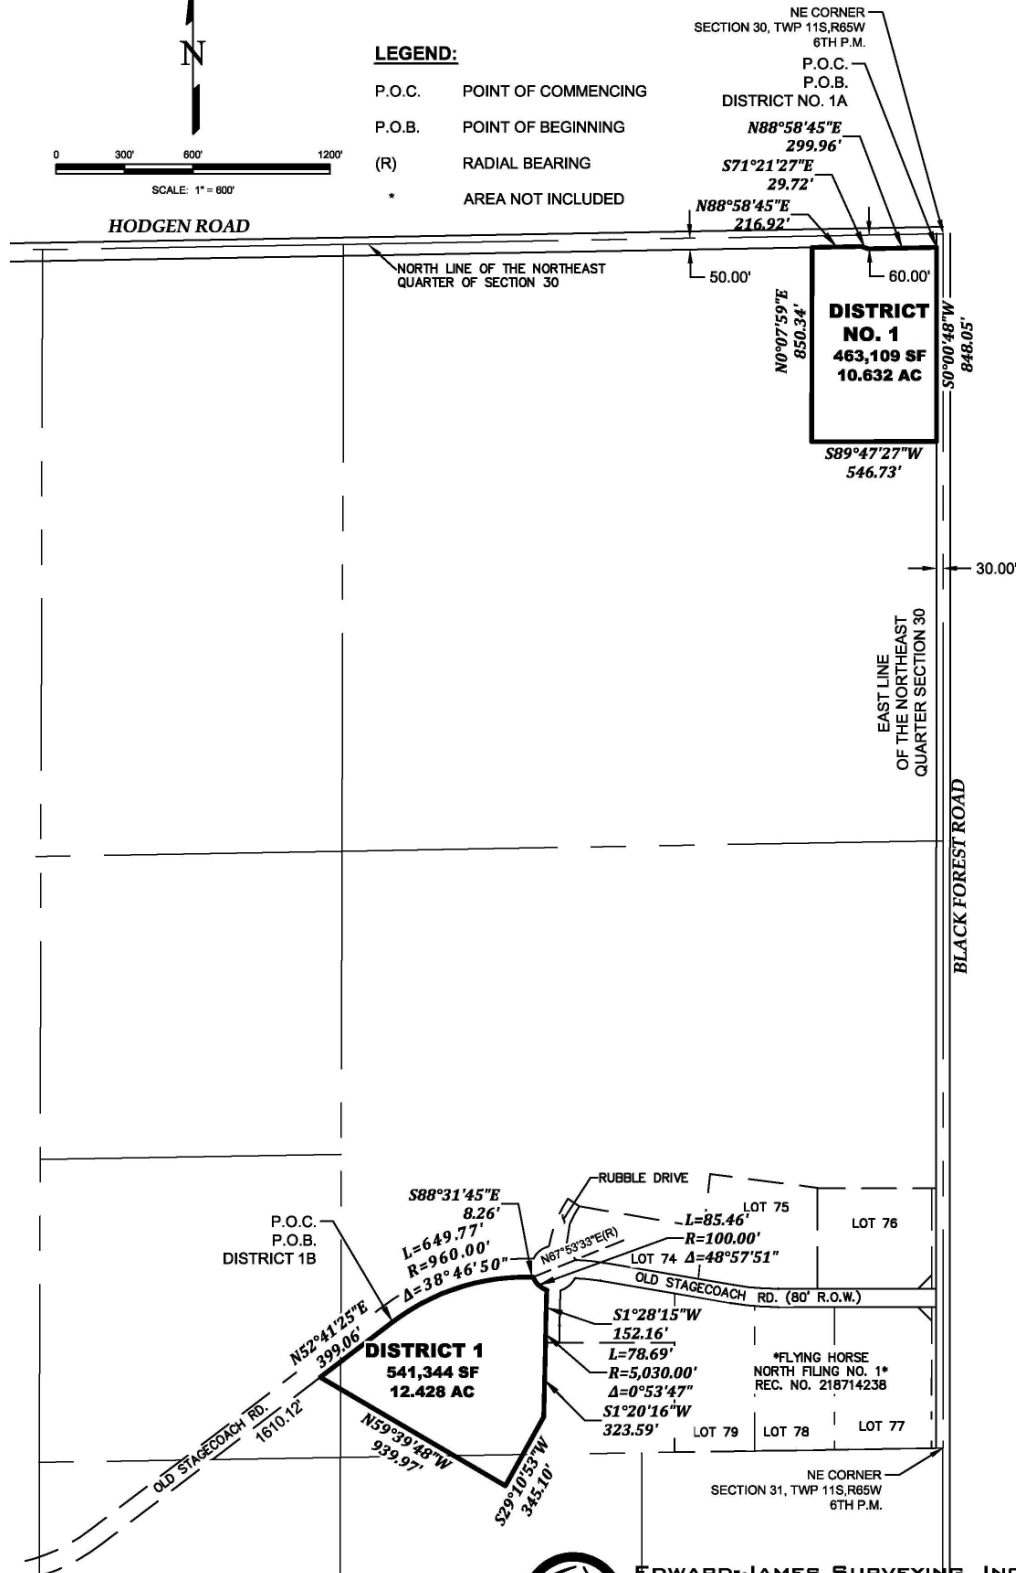 NE CORNER
SECTION 30, TWP 11S,R65W
6TH P.M.
P.O.C.
P.O.B.
DISTRICT NO. 1A
N
LEGEND:
P.O.C. POINT OF COMMENCING
P.O.B. POINT OF BEGINNING
(R) RADIAL BEARING
* AREA NOT INCLUDED
0 300' 600' 1200'
SCALE: 1" = 600'
N88°58'45"E
299.96'
S71°21'27"E
29.72'
N88°58'45"E
216.92'
HODGEN ROAD
NORTH LINE OF THE NORTHEAST
QUARTER OF SECTION 30
50.00'
60.00'
N0°07'59"E
850.34'
DISTRICT
NO. 1
463,109 SF
10.632 AC
S0°00'48"W
848.05'
S89°47'27"W
546.73'
30.00'
EAST LINE
OF THE NORTHEAST
QUARTER SECTION 30
BLACK FOREST ROAD
RUBBLE DRIVE
S88°31'45"E
8.26'
P.O.C.
P.O.B.
DISTRICT 1B
L=649.77'
R=960.00'
Δ=38°46'50"
N67°53'33"E(R)
L=85.46'
R=100.00'
Δ=48°57'51"
LOT 75
LOT 76
LOT 74
OLD STAGECOACH RD. (80' R.O.W.)
N52°41'25"E
399.06'
DISTRICT 1
541,344 SF
12.428 AC
S1°28'15"W
152.16'
L=78.69'
R=5,030.00'
Δ=0°53'47"
S1°20'16"W
323.59'
*FLYING HORSE
NORTH FILING NO. 1*
REC. NO. 218714238
LOT 79
LOT 78
LOT 77
OLD STAGECOACH RD.
1610.12'
N59°39'48"W
939.97'
S29°10'53"W
345.10'
NE CORNER
SECTION 31, TWP 11S,R65W
6TH P.M.
EDWARD-JAMES SURVEYING, INC